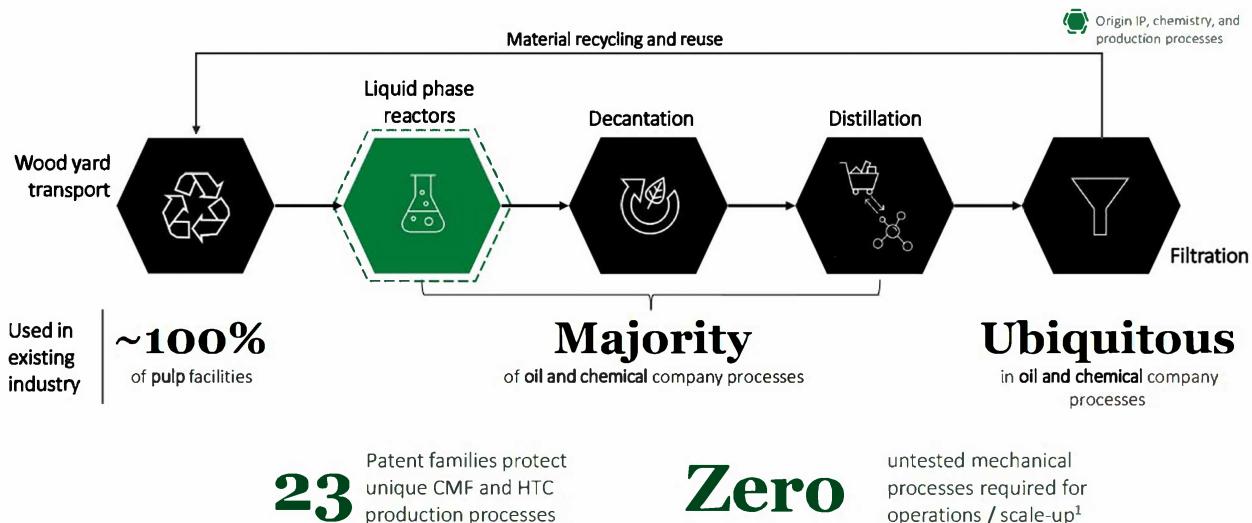 Origin IP, chemistry, and
production processes
Material recycling and reuse
Liquid phase
reactors
Decantation
Distillation
Wood yard
transport
Filtration
Used in
existing
industry
~100%
of pulp facilities
Majority
of oil and chemical company processes
Ubiquitous
in oil and chemical company
processes
23
Patent families protect
unique CMF and HTC
production processes
Zero
untested mechanical
processes required for
operations / scale-up¹